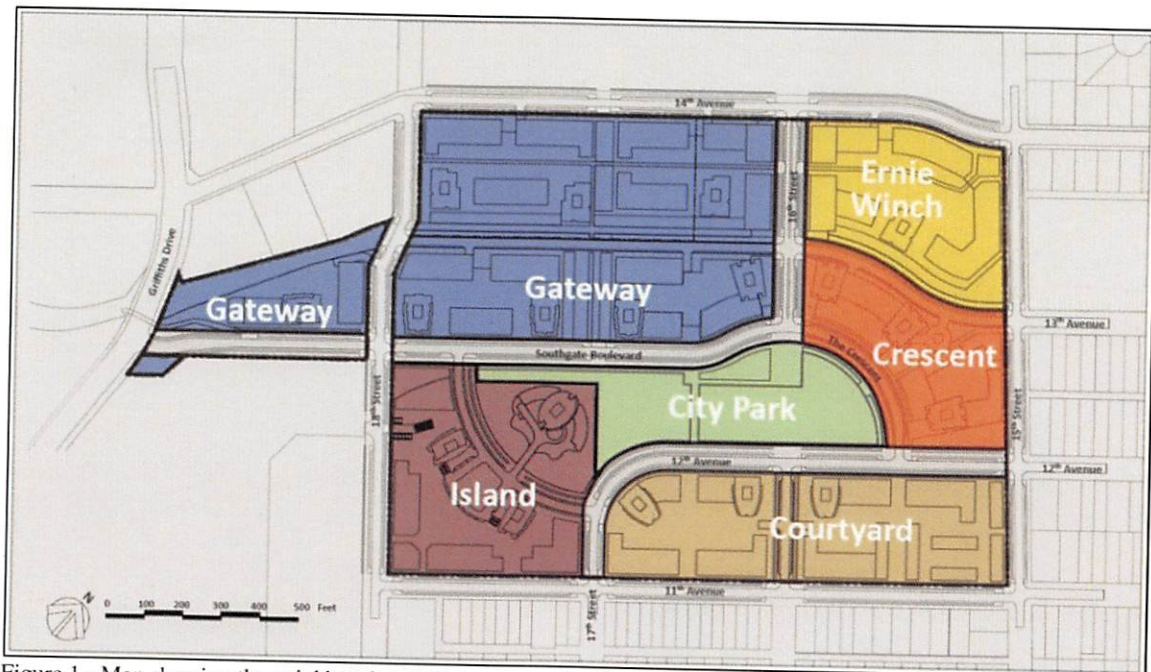 14th Avenue
Ernie
Winch
16th Street
Griffiths Drive
Gateway
Gateway
13th Avenue
Southgate Boulevard
The Crescent
Crescent
18th Street
City Park
15th Street
12th Avenue
12th Avenue
Island
Courtyard
N
0 100 200 300 400 500 Feet
11th Avenue
17th Street
Figure 1 Map showing the